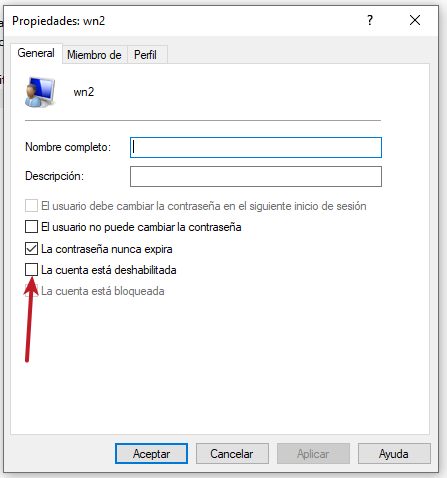 Propiedades: wn2
?
General
Miembro de
Perfil
wn2
Nombre completo:
Descripción:
El usuario debe cambiar la contraseña en el siguiente inicio de sesión
El usuario no puede cambiar la contraseña
La contraseña nunca expira
La cuenta está deshabilitada
La cuenta está bloqueada
Aceptar
Cancelar
Aplicar
Ayuda